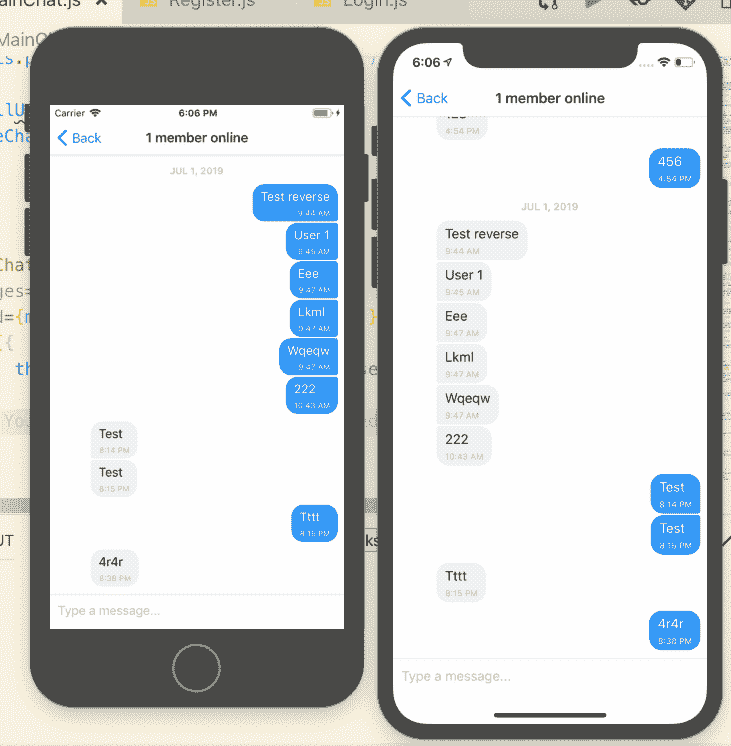 MainChat.js
Register.js
Login.js
Carrier
6:06 PM
Back
1 member online
JUL 1, 2019
Test reverse
9:44 AM
User 1
9:45 AM
Eee
9:47 AM
Lkml
9:47 AM
Wqeqw
9:47 AM
222
10:43 AM
Test
8:14 PM
Test
8:15 PM
Tttt
8:15 PM
4r4r
8:38 PM
Type a message...
6:06
Back
1 member online
4:54 PM
456
4:54 PM
JUL 1, 2019
Test reverse
9:44 AM
User 1
9:45 AM
Eee
9:47 AM
Lkml
9:47 AM
Wqeqw
9:47 AM
222
10:43 AM
Test
8:14 PM
Test
8:15 PM
Tttt
8:15 PM
4r4r
8:38 PM
Type a message...